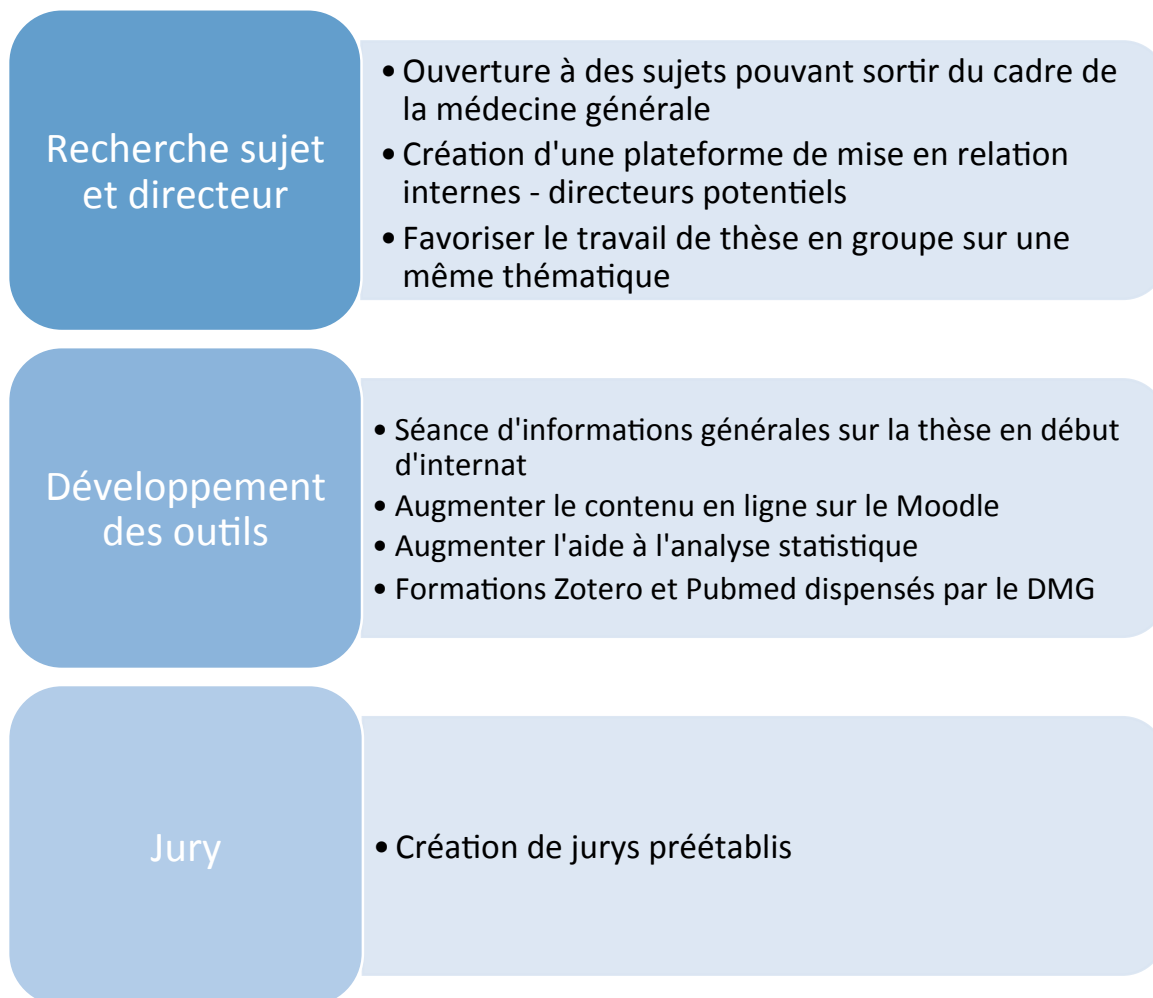 Recherche sujet
et directeur
• Ouverture à des sujets pouvant sortir du cadre de
la médecine générale
• Création d'une plateforme de mise en relation
internes - directeurs potentiels
• Favoriser le travail de thèse en groupe sur une
même thématique
Développement
des outils
• Séance d'informations générales sur la thèse en début
d'internat
• Augmenter le contenu en ligne sur le Moodle
• Augmenter l'aide à l'analyse statistique
• Formations Zotero et Pubmed dispensés par le DMG
Jury
• Création de jurys préétablis